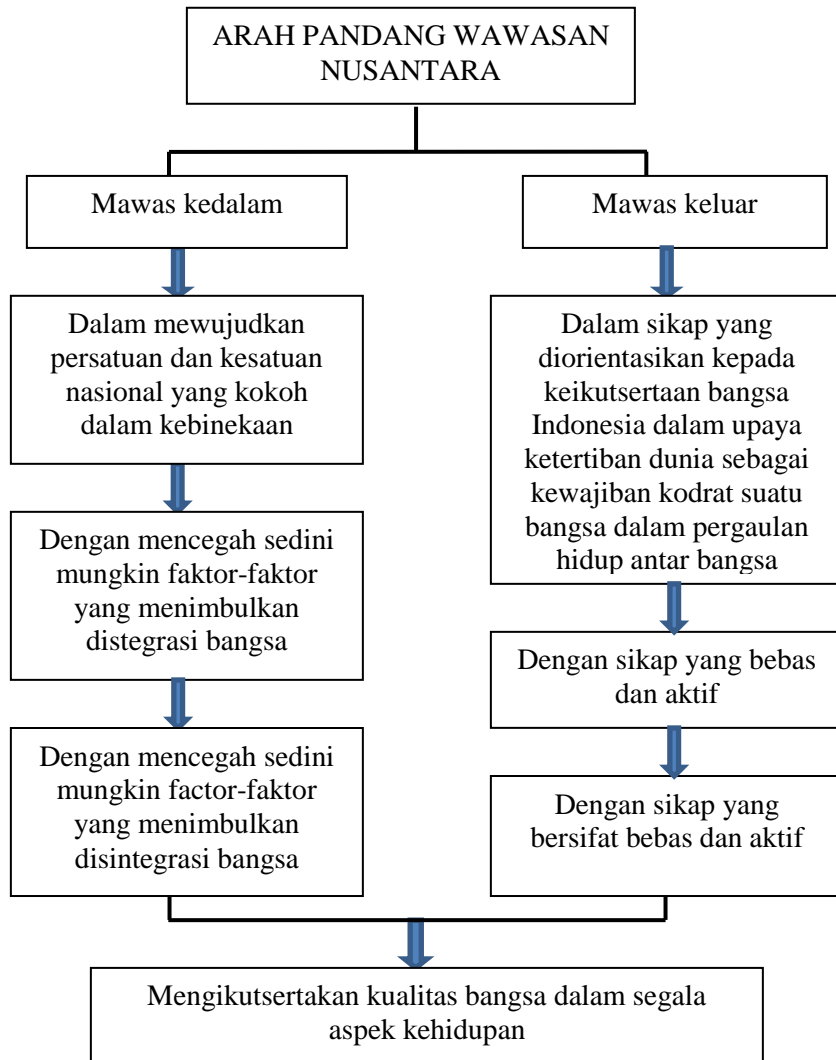 ARAH PANDANG WAWASAN
NUSANTARA
Mawas kedalam
Dalam mewujudkan
persatuan dan kesatuan
nasional yang kokoh
dalam kebinekaan
Dengan mencegah sedini
mungkin faktor-faktor
yang menimbulkan
distegrasi bangsa
Dengan mencegah sedini
mungkin factor-faktor
yang menimbulkan
disintegrasi bangsa
Mawas keluar
Dalam sikap yang
diorientasikan kepada
keikutsertaan bangsa
Indonesia dalam upaya
ketertiban dunia sebagai
kewajiban kodrat suatu
bangsa dalam pergaulan
hidup antar bangsa
Dengan sikap yang bebas
dan aktif
Dengan sikap yang
bersifat bebas dan aktif
Mengikutsertakan kualitas bangsa dalam segala
aspek kehidupan